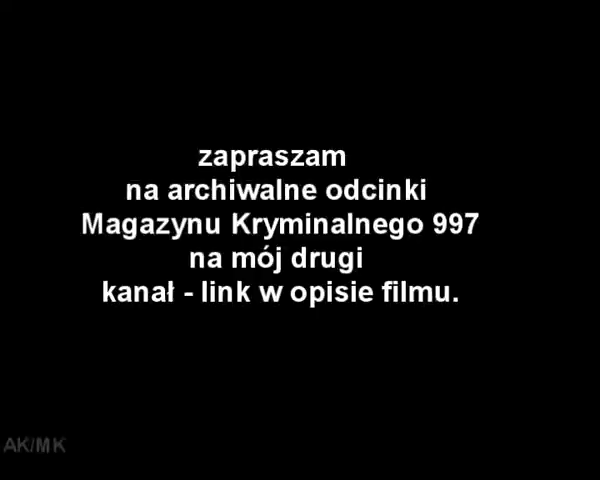 zapraszam
na archiwalne odcinki
Magazynu Kryminalnego 997
na mój drugi
kanał - link w opisie filmu.
AK/MK